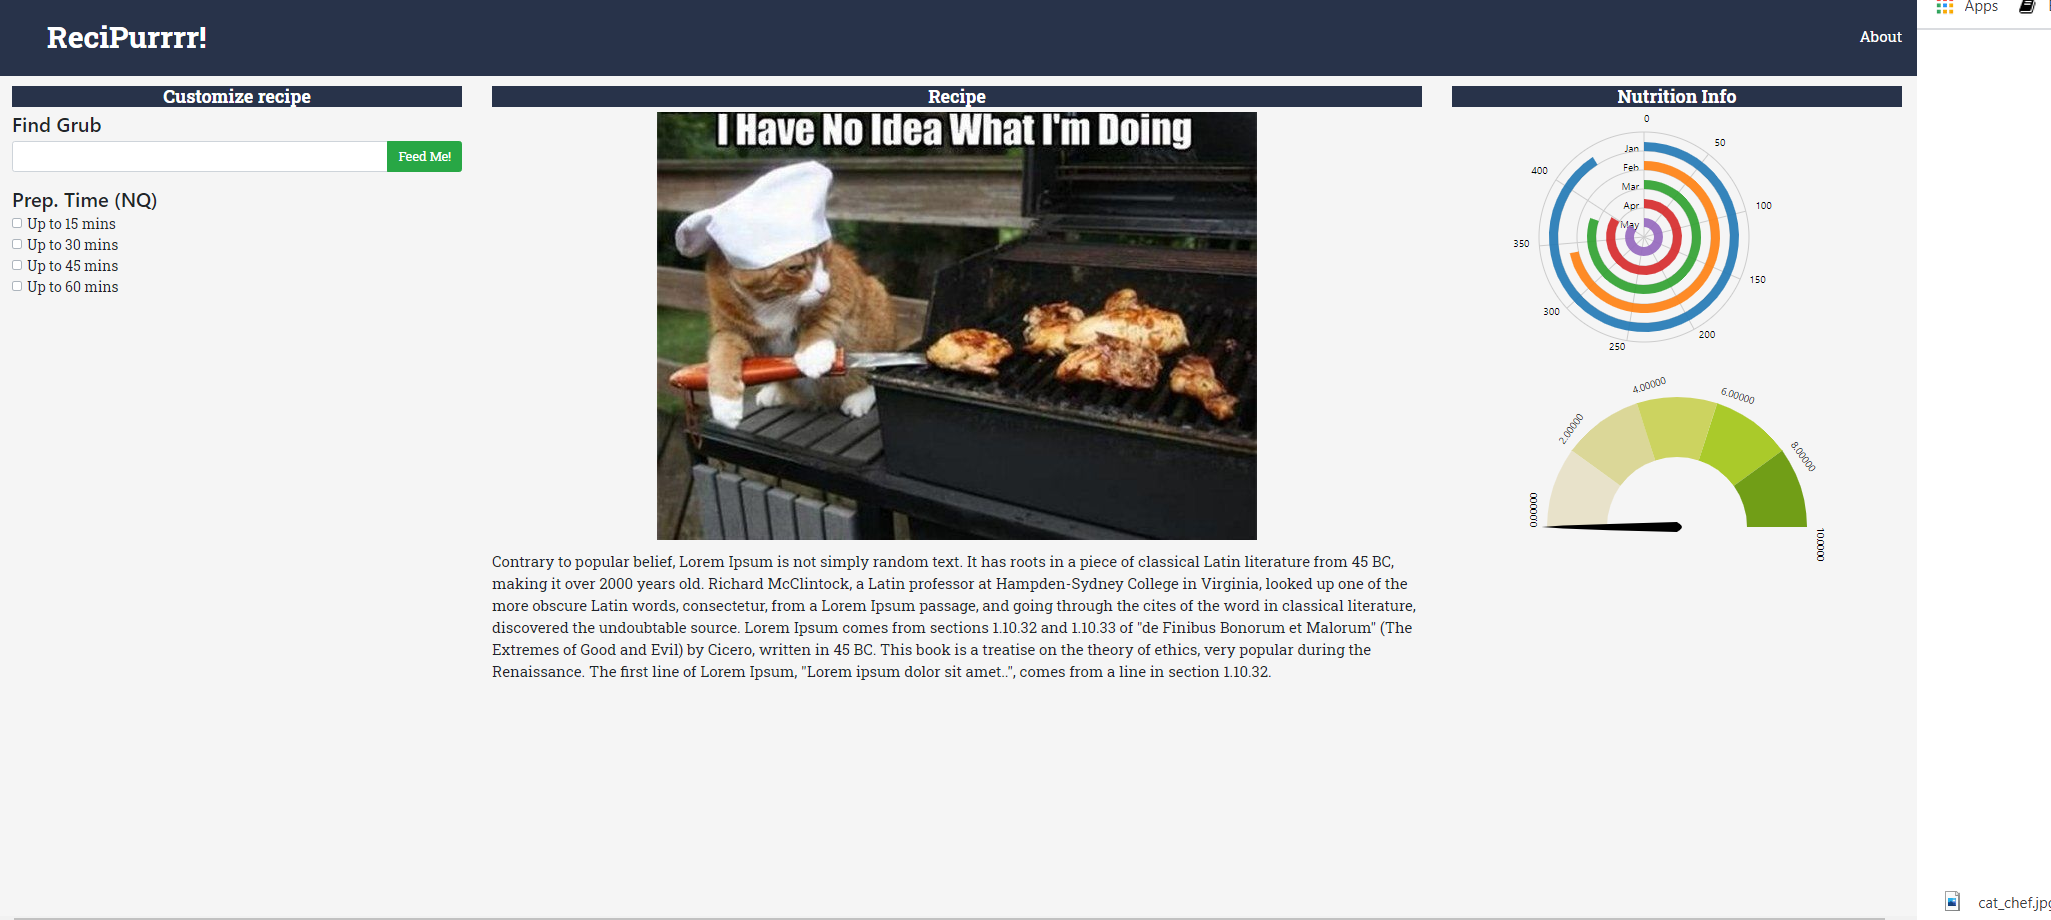 ReciPurrrr!
About
Apps
Customize recipe
Find Grub
Feed Me!
Prep. Time (NQ)
Up to 15 mins
Up to 30 mins
Up to 45 mins
Up to 60 mins
Recipe
I Have No Idea What I'm Doing
Contrary to popular belief, Lorem Ipsum is not simply random text. It has roots in a piece of classical Latin literature from 45 BC,
making it over 2000 years old. Richard McClintock, a Latin professor at Hampden-Sydney College in Virginia, looked up one of the
more obscure Latin words, consectetur, from a Lorem Ipsum passage, and going through the cites of the word in classical literature,
discovered the undoubtable source. Lorem Ipsum comes from sections 1.10.32 and 1.10.33 of "de Finibus Bonorum et Malorum" (The
Extremes of Good and Evil) by Cicero, written in 45 BC. This book is a treatise on the theory of ethics, very popular during the
Renaissance. The first line of Lorem Ipsum, "Lorem ipsum dolor sit amet..", comes from a line in section 1.10.32.
Nutrition Info
0
50
100
150
200
250
300
350
400
Jan
Feb
Mar
Apr
May
0.00000
2.00000
4.00000
6.00000
8.00000
10.0000
cat_chef.jpg